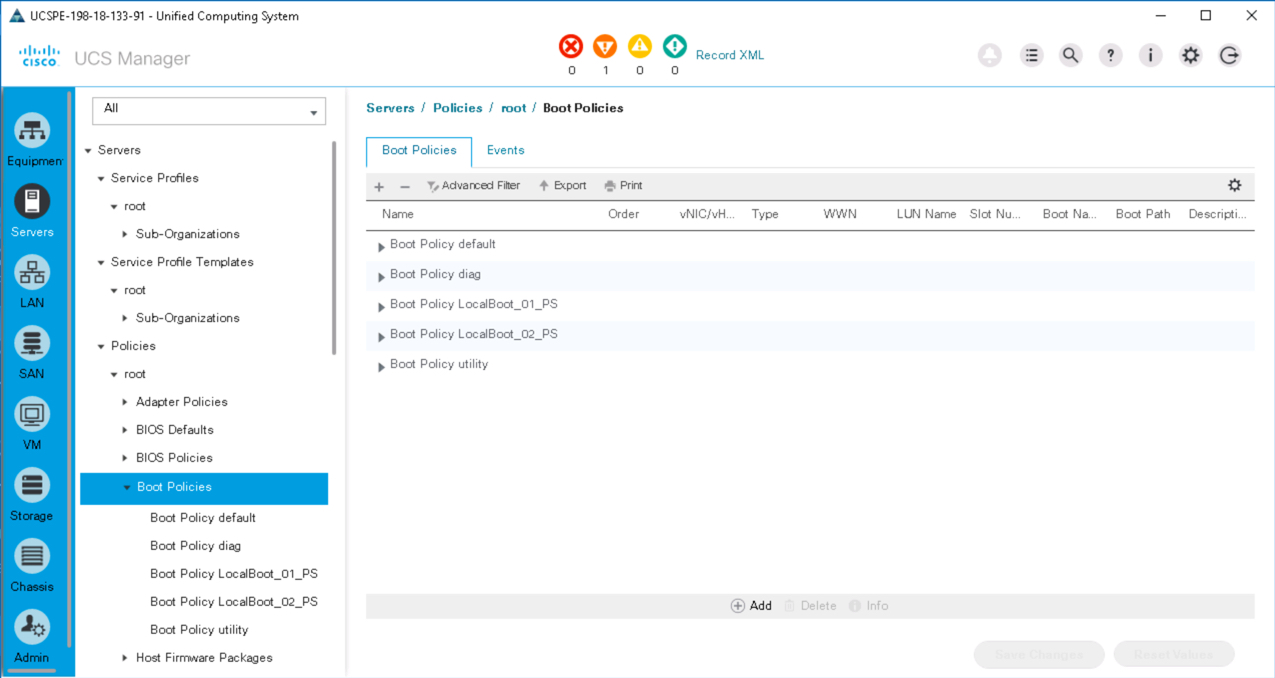 UCSPE-198-18-133-91 - Unified Computing System
CISCO UCS Manager
0 1 0 0 Record XML
Equipmen
Servers
LAN
SAN
VM
Storage
Chassis
Admin
All
Servers
Service Profiles
root
Sub-Organizations
Service Profile Templates
root
Sub-Organizations
Policies
root
Adapter Policies
BIOS Defaults
BIOS Policies
Boot Policies
Boot Policy default
Boot Policy diag
Boot Policy LocalBoot_01_PS
Boot Policy LocalBoot_02_PS
Boot Policy utility
Host Firmware Packages
Servers / Policies / root / Boot Policies
Boot Policies Events
+ − Advanced Filter Export Print
Name Order vNIC/vH... Type WWN LUN Name Slot Nu... Boot Na... Boot Path Descripti...
Boot Policy default
Boot Policy diag
Boot Policy LocalBoot_01_PS
Boot Policy LocalBoot_02_PS
Boot Policy utility
Add Delete Info
Save Changes Reset Values